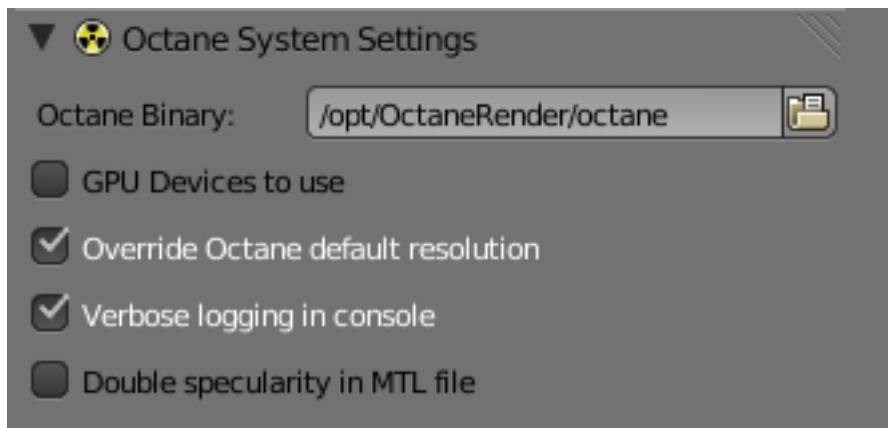 Octane System Settings
Octane Binary: /opt/OctaneRender/octane
GPU Devices to use
Override Octane default resolution
Verbose logging in console
Double specularity in MTL file